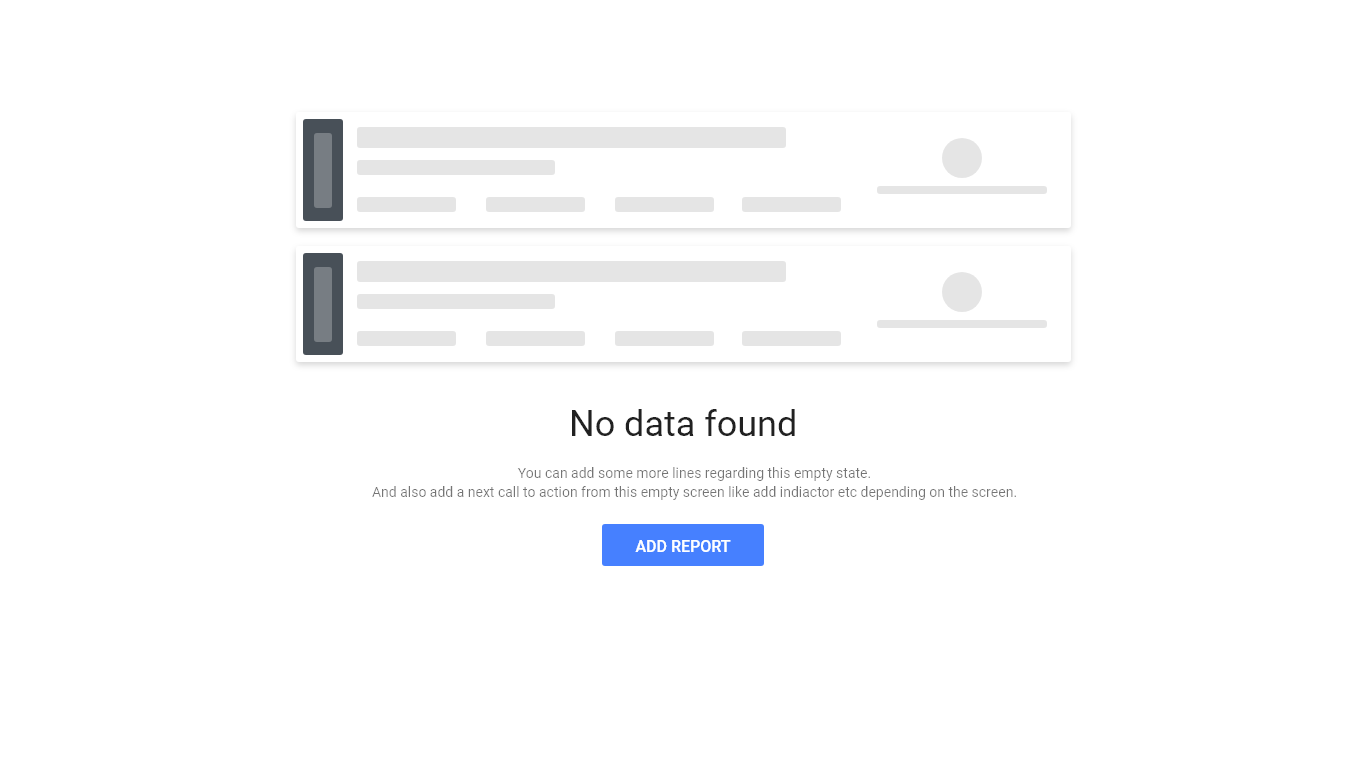 No data found
You can add some more lines regarding this empty state.
And also add a next call to action from this empty screen like add indiactor etc depending on the screen.
ADD REPORT